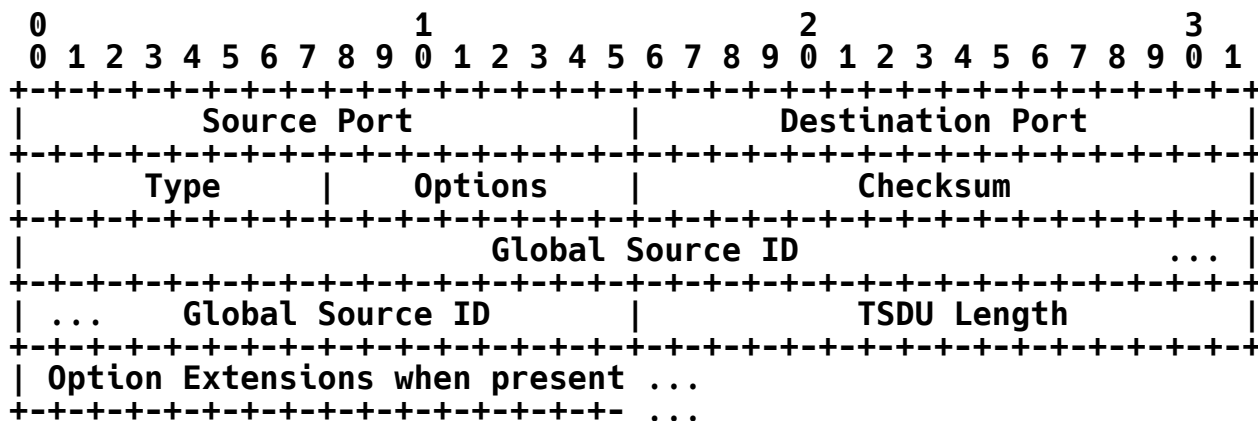 0                   1                   2                   3
 0 1 2 3 4 5 6 7 8 9 0 1 2 3 4 5 6 7 8 9 0 1 2 3 4 5 6 7 8 9 0 1
+-+-+-+-+-+-+-+-+-+-+-+-+-+-+-+-+-+-+-+-+-+-+-+-+-+-+-+-+-+-+-+-+
|         Source Port           |       Destination Port        |
+-+-+-+-+-+-+-+-+-+-+-+-+-+-+-+-+-+-+-+-+-+-+-+-+-+-+-+-+-+-+-+-+
|      Type     |    Options    |           Checksum            |
+-+-+-+-+-+-+-+-+-+-+-+-+-+-+-+-+-+-+-+-+-+-+-+-+-+-+-+-+-+-+-+-+
|                        Global Source ID                   ... |
+-+-+-+-+-+-+-+-+-+-+-+-+-+-+-+-+-+-+-+-+-+-+-+-+-+-+-+-+-+-+-+-+
| ...    Global Source ID       |           TSDU Length         |
+-+-+-+-+-+-+-+-+-+-+-+-+-+-+-+-+-+-+-+-+-+-+-+-+-+-+-+-+-+-+-+-+
| Option Extensions when present ...
+-+-+-+-+-+-+-+-+-+-+-+-+-+-+-+- ...